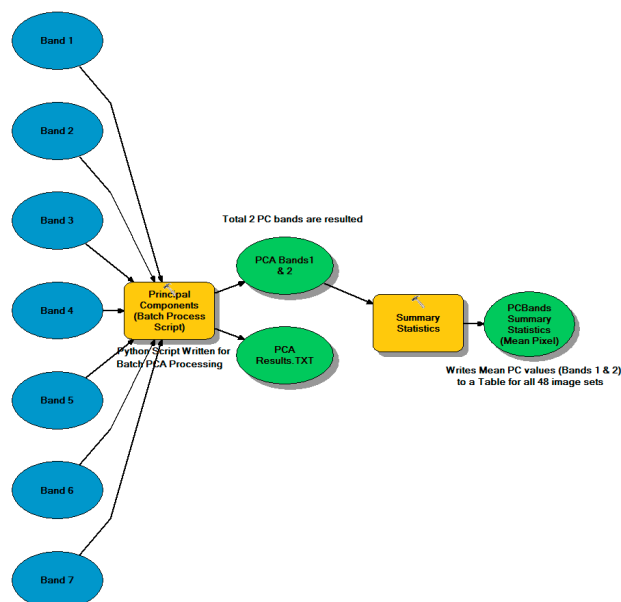 Band 1
Band 2
Band 3
Total 2 PC bands are resulted
PCA Bands1
& 2
Principal
Components
(Batch Process
Script)
Band 4
Summary
Statistics
PCBands
Summary
Statistics
(Mean Pixel)
Python Script Written for
Batch PCA Processing
PCA
Results.TXT
Writes Mean PC values (Bands 1 & 2)
to a Table for all 48 image sets
Band 5
Band 6
Band 7